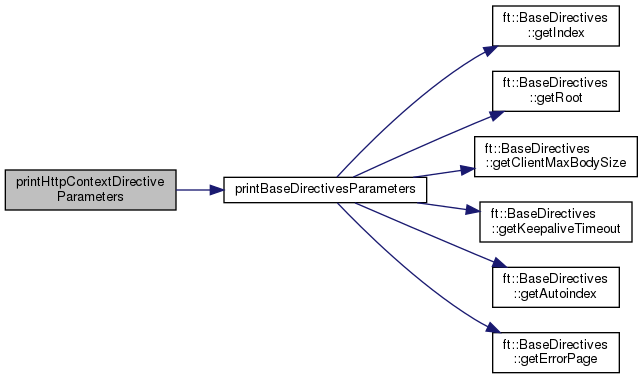 printHttpContextDirective
Parameters
printBaseDirectivesParameters
ft::BaseDirectives
::getIndex
ft::BaseDirectives
::getRoot
ft::BaseDirectives
::getClientMaxBodySize
ft::BaseDirectives
::getKeepaliveTimeout
ft::BaseDirectives
::getAutoindex
ft::BaseDirectives
::getErrorPage